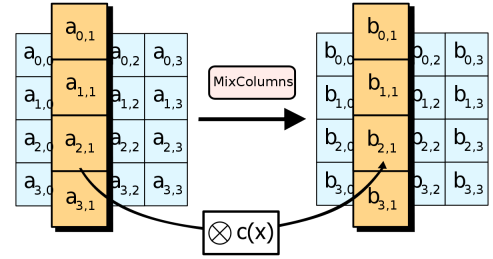 a0,1 b0,1
a0,0 a0,2 a0,3 b0,0 b0,2 b0,3
a1,1 MixColumns b1,1
a1,0 a1,2 a1,3 b1,0 b1,2 b1,3
a2,0 a2,1 a2,2 a2,3 b2,0 b2,1 b2,2 b2,3
a3,0 a3,1 a3,2 a3,3 b3,0 b3,1 b3,2 b3,3
⊗ c(x)